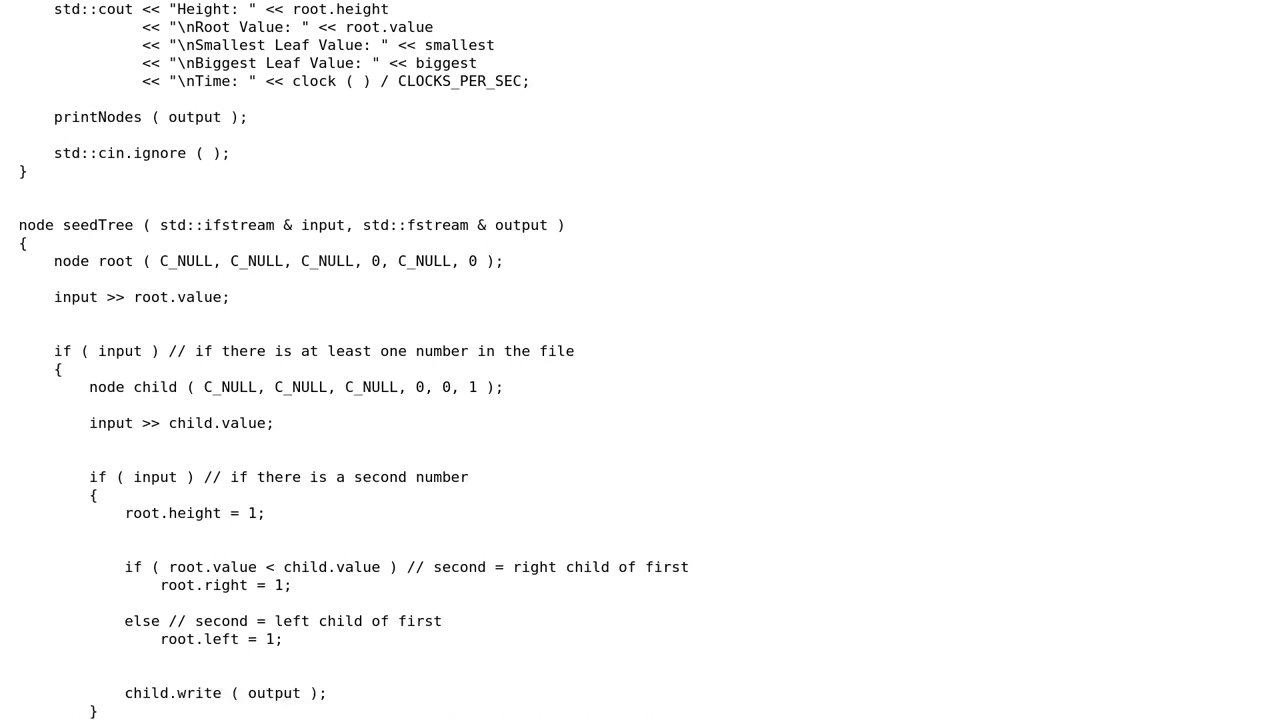 std::cout << "Height: " << root.height
<< "\nRoot Value: " << root.value
<< "\nSmallest Leaf Value: " << smallest
<< "\nBiggest Leaf Value: " << biggest
<< "\nTime: " << clock ( ) / CLOCKS_PER_SEC;
printNodes ( output );
std::cin.ignore ( );
}
node seedTree ( std::ifstream & input, std::fstream & output )
{
node root ( C_NULL, C_NULL, C_NULL, 0, C_NULL, 0 );
input >> root.value;
if ( input ) // if there is at least one number in the file
{
node child ( C_NULL, C_NULL, C_NULL, 0, 0, 1 );
input >> child.value;
if ( input ) // if there is a second number
{
root.height = 1;
if ( root.value < child.value ) // second = right child of first
root.right = 1;
else // second = left child of first
root.left = 1;
child.write ( output );
}